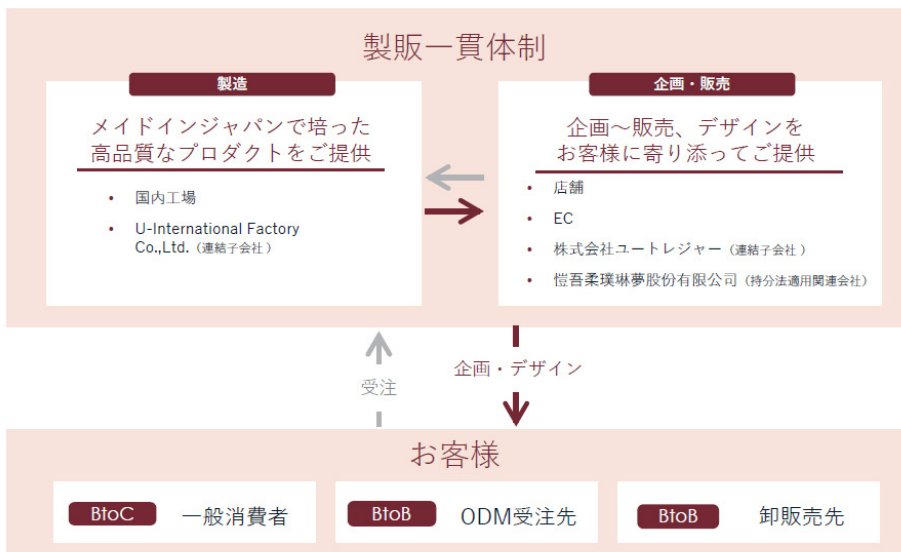 製販一貫体制
製造
メイドインジャパンで培った
高品質なプロダクトをご提供
• 国内工場
• U-International Factory
Co.,Ltd.（連結子会社）
企画・販売
企画～販売、デザインを
お客様に寄り添ってご提供
• 店舗
• EC
• 株式会社ユートレジャー（連結子会社）
• 愷吾柔璞琳夢股份有限公司（持分法適用関連会社）
受注
企画・デザイン
お客様
BtoC 一般消費者
BtoB ODM受注先
BtoB 卸販売先